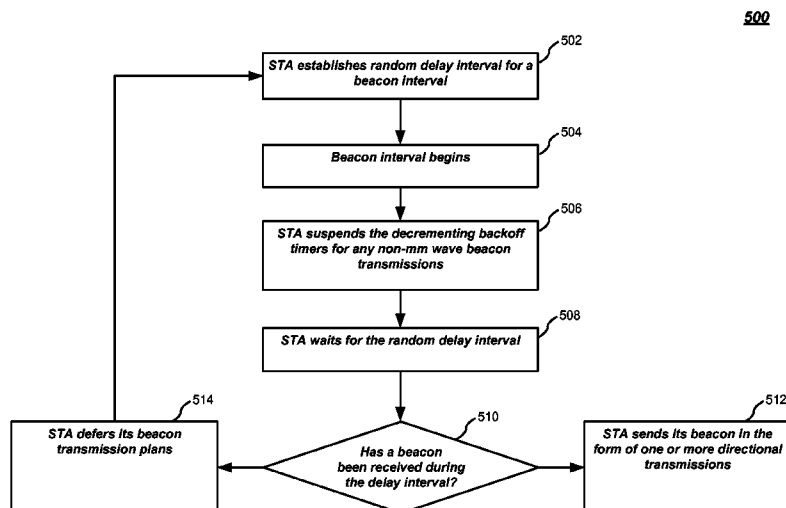 500
502
STA establishes random delay interval for a
beacon interval
504
Beacon interval begins
506
STA suspends the decrementing backoff
timers for any non-mm wave beacon
transmissions
508
STA waits for the random delay interval
510
Has a beacon
been received during
the delay interval?
514
STA defers its beacon
transmission plans
512
STA sends its beacon in the
form of one or more directional
transmissions